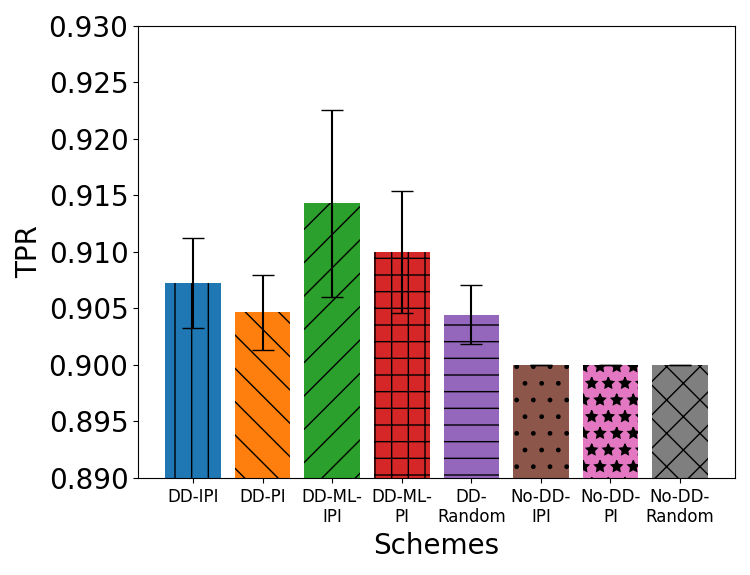 0.930
0.925
0.920
0.915
0.910
0.905
0.900
0.895
0.890
TPR
DD-IPI DD-PI DD-ML- DD-ML- DD- No-DD- No-DD- No-DD-
IPI PI Random IPI PI Random
Schemes